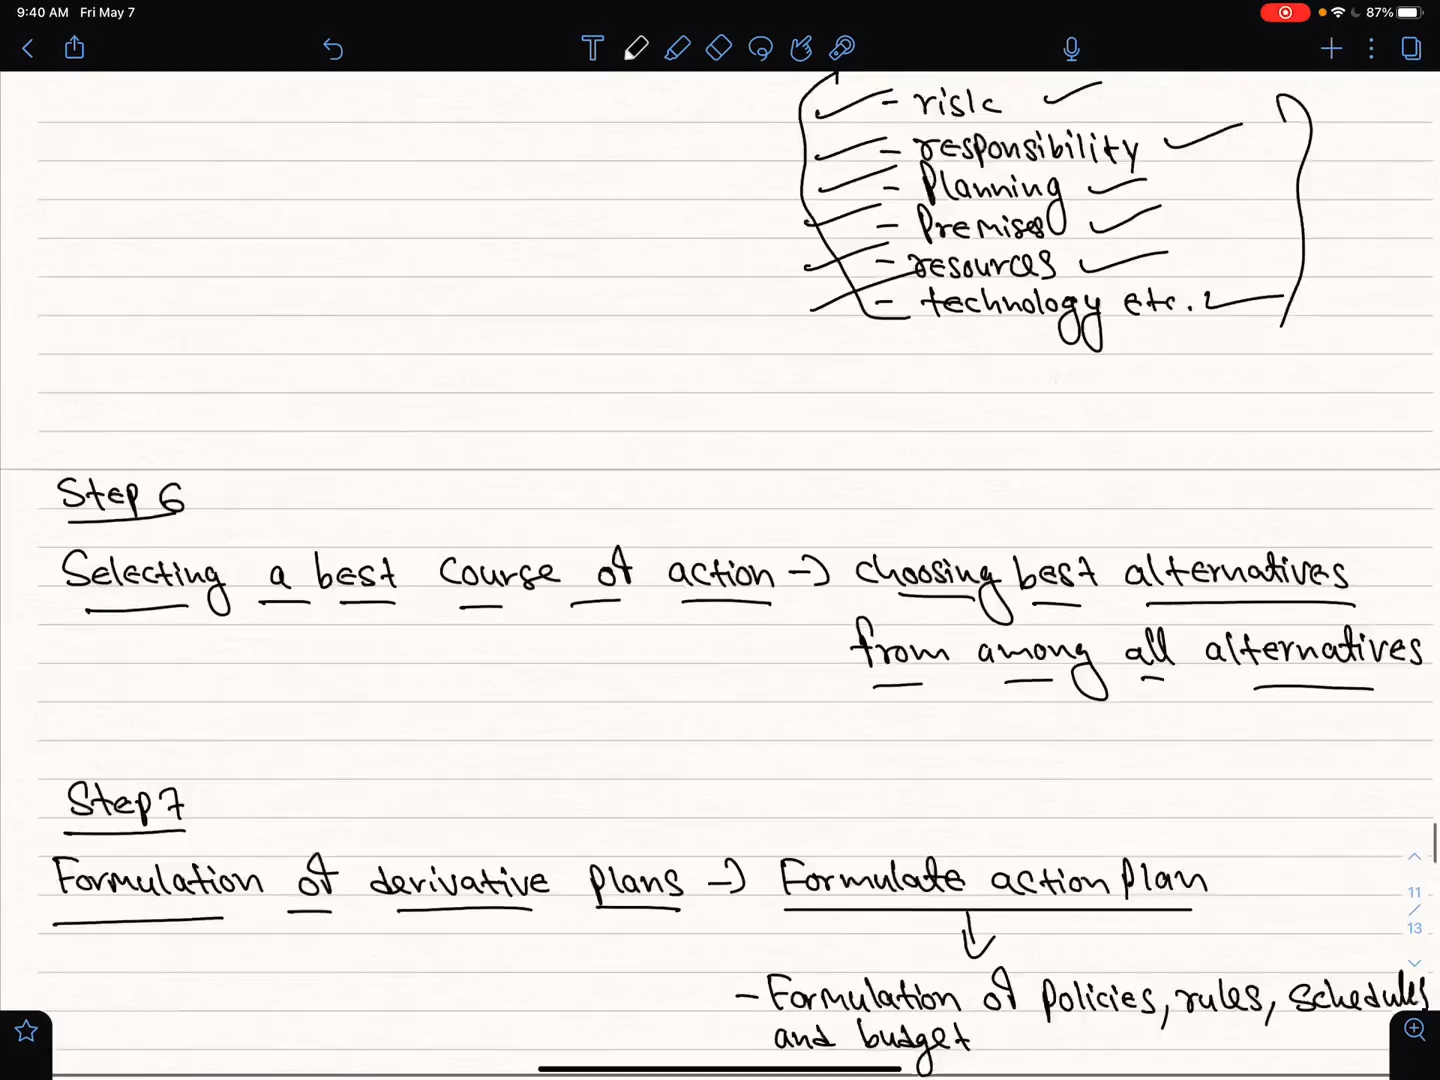 9:40 AM Fri May 7
87%
T
- risk
- responsibility
- Planning
- Premises
- resources
- technology etc.
Step 6
Selecting a best course of action → choosing best alternatives
from among all alternatives
Step 7
Formulation of derivative plans → Formulate action plan
- Formulation of policies, rules, schedules
and budget
11
/
13